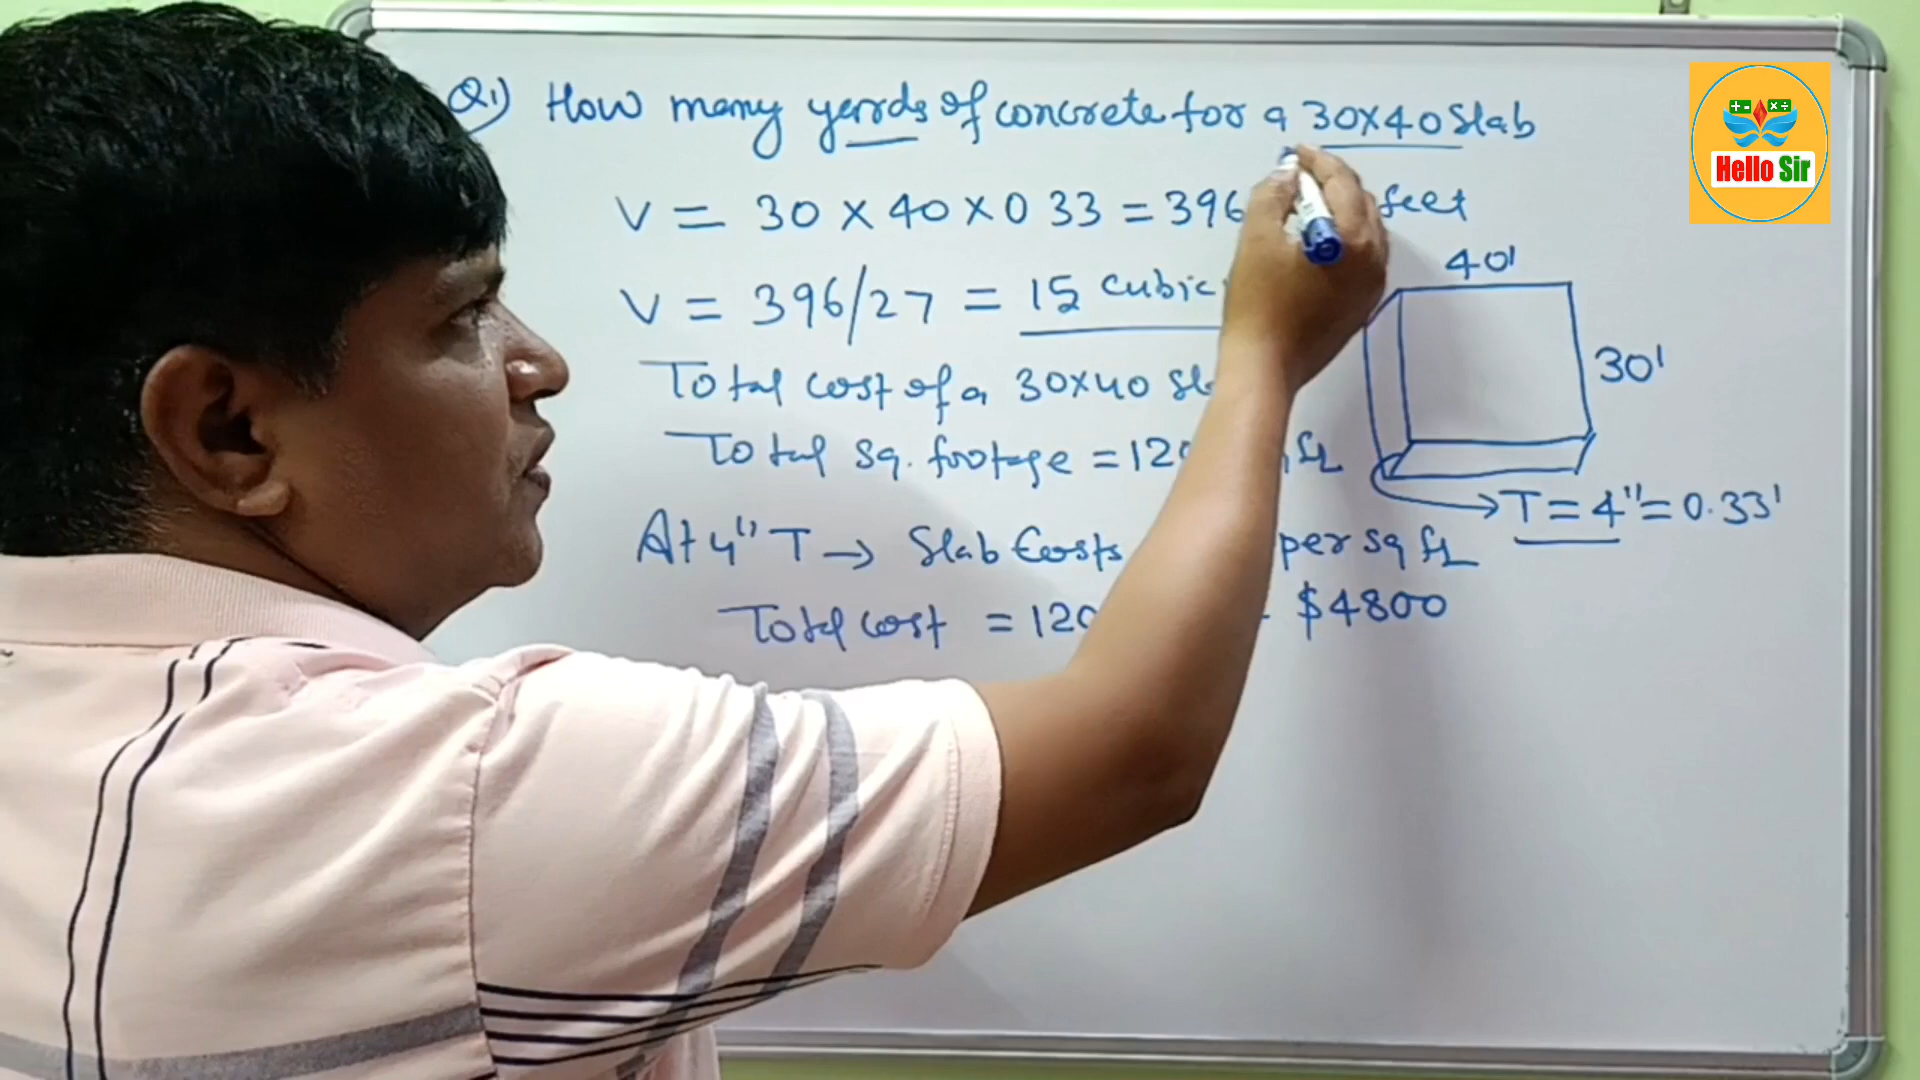 Q1) How many yards of concrete for a 30x40 Slab
V = 30 x 40 x 0 33 = 396 feet
V = 396/27 = 15 cubic
Total cost of a 30x40
Total sq. footage =
At 4" T → Slab Costs per sq ft
Total cost = $4800
40'
30'
T = 4" = 0.33'
Hello Sir